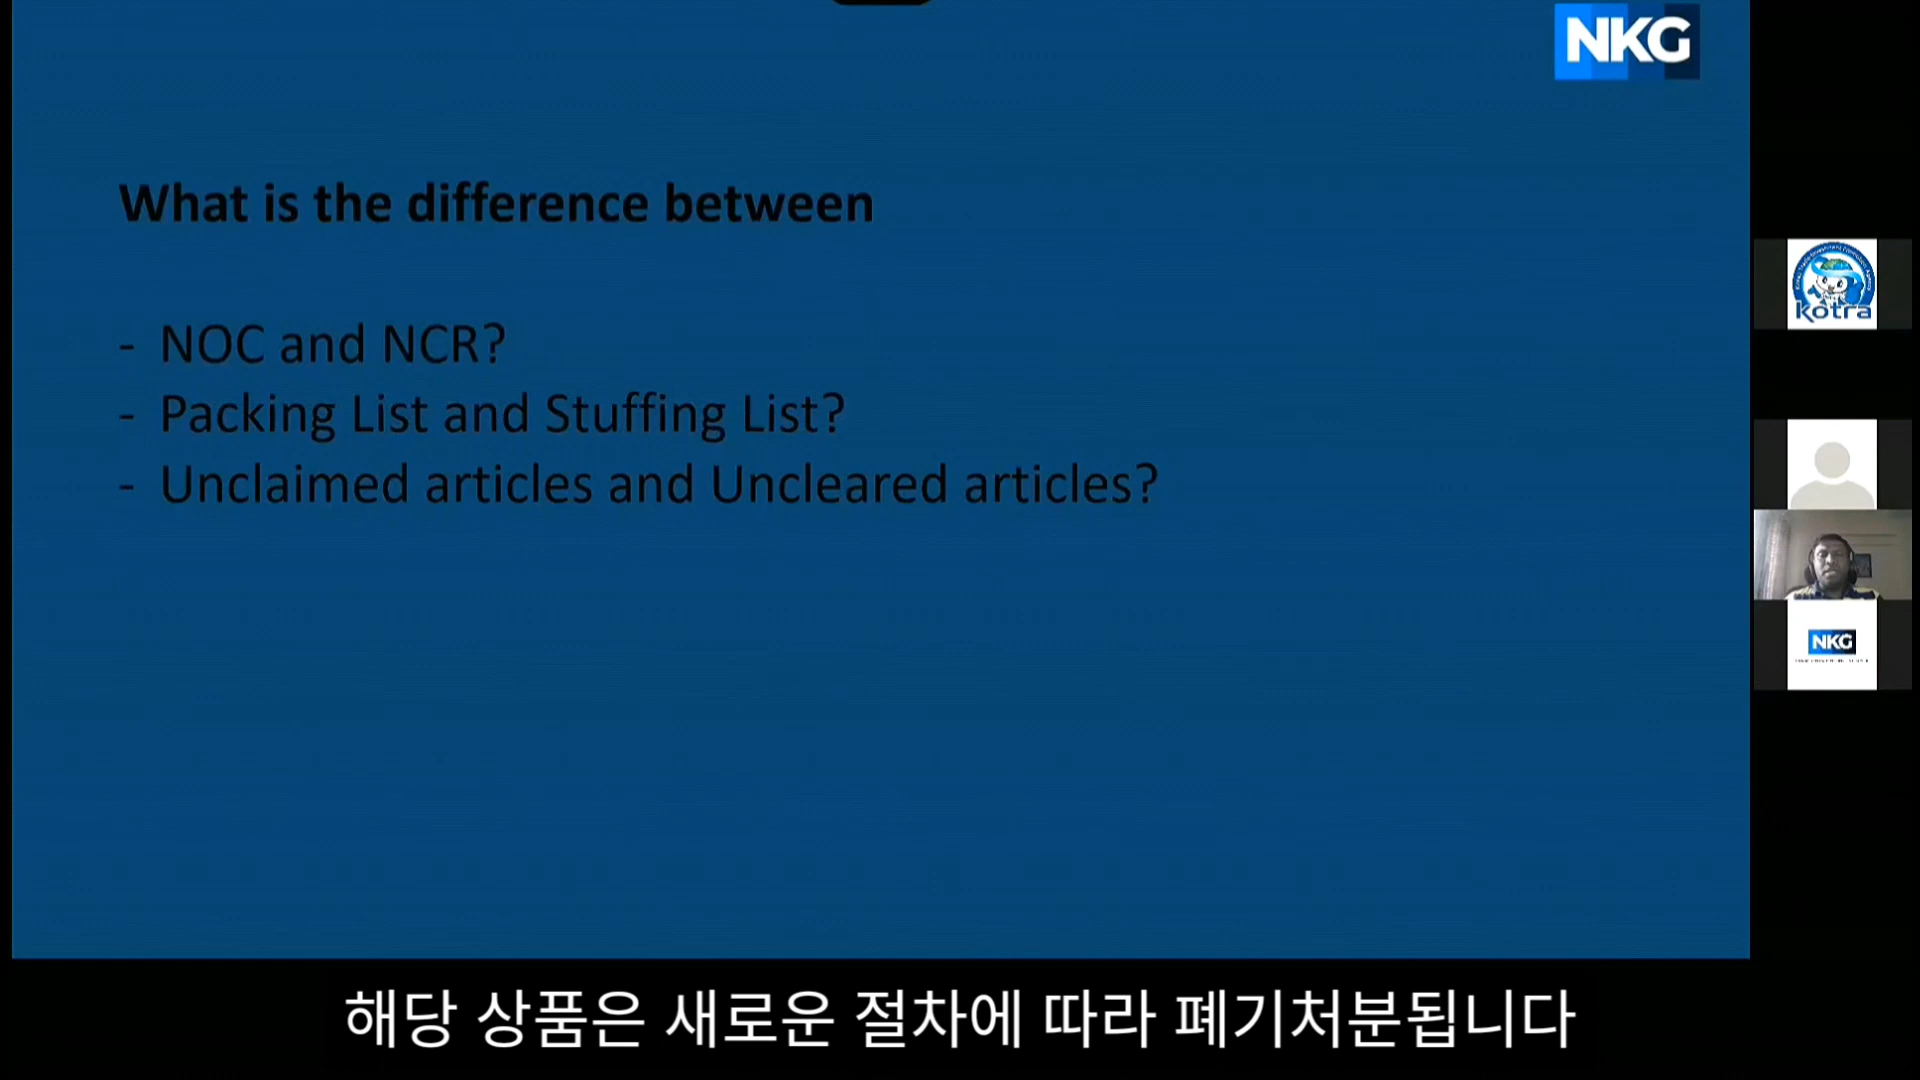 NKG
What is the difference between
- NOC and NCR?
- Packing List and Stuffing List?
- Unclaimed articles and Uncleared articles?
kotra
NKG
해당 상품은 새로운 절차에 따라 폐기처분됩니다